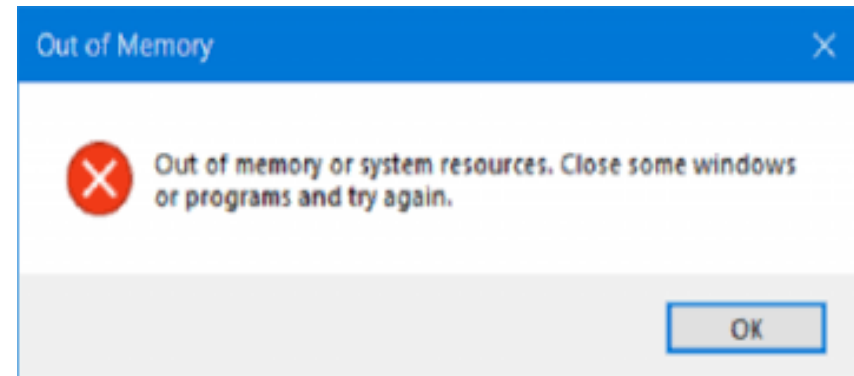 Out of Memory
Out of memory or system resources. Close some windows
or programs and try again.
OK